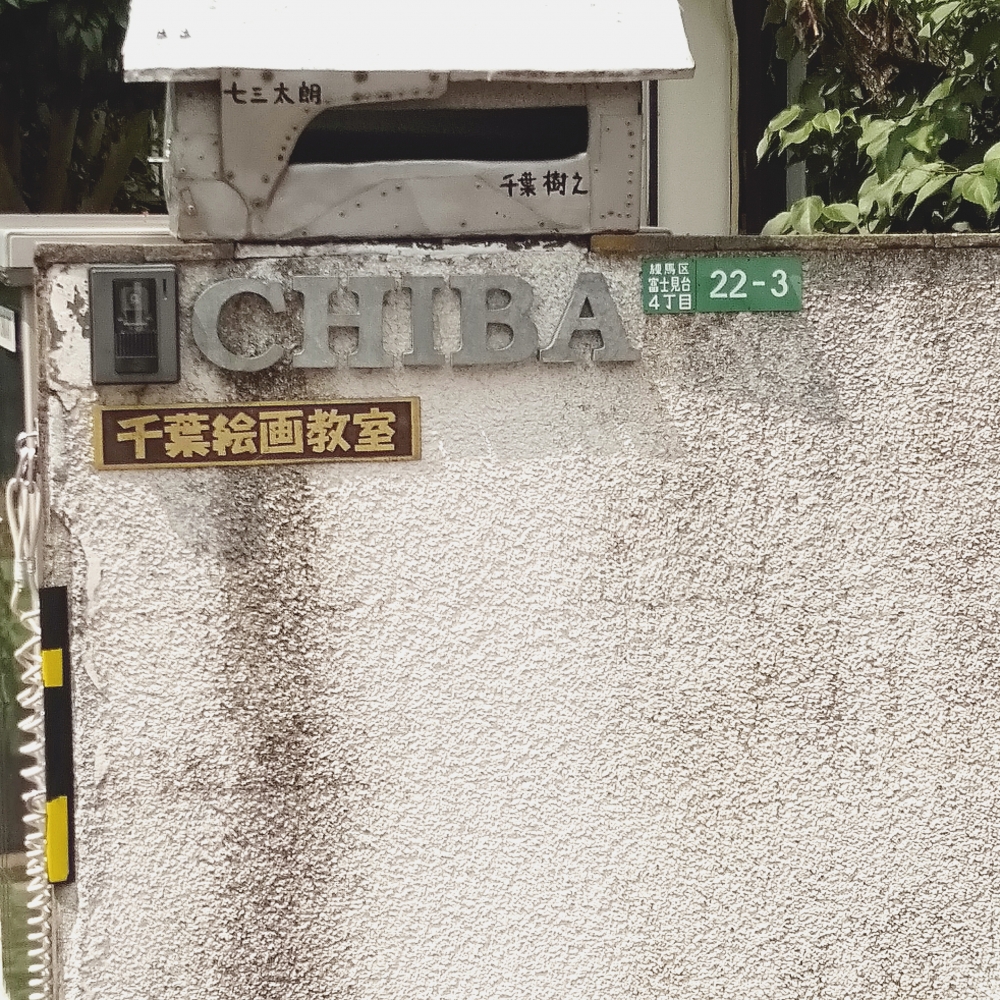 七三太朗
千葉樹之
CHIBA
練馬区
富士見台
4丁目
22-3
千葉絵画教室